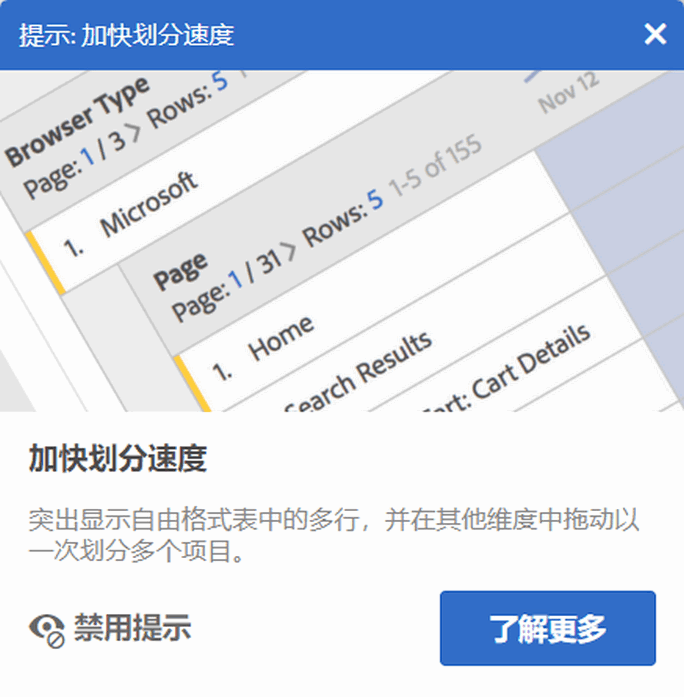 提示: 加快划分速度
Browser Type
Page: 1 / 3 > Rows: 5
Nov 12
1. Microsoft
Page
Page: 1 / 31 > Rows: 5 1-5 of 155
1. Home
Search Results
Cart Details
加快划分速度
突出显示自由格式表中的多行，并在其他维度中拖动以
一次划分多个项目。
禁用提示
了解更多